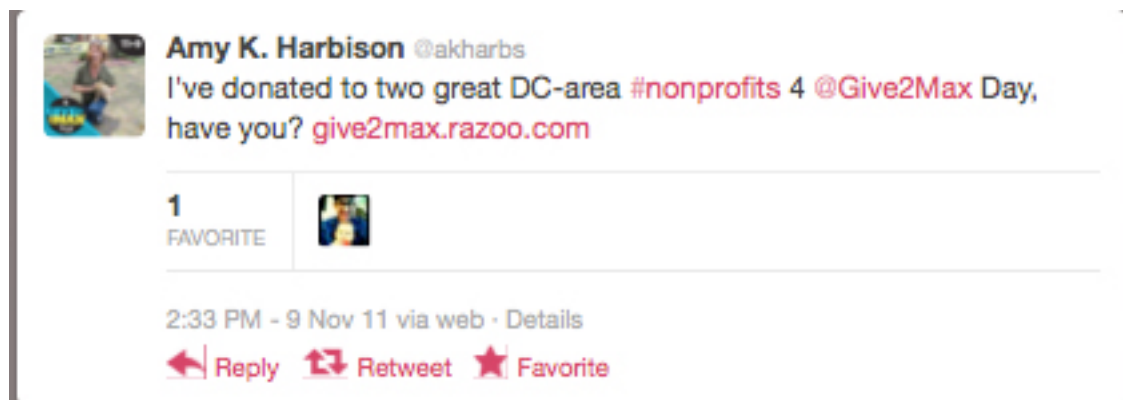 Amy K. Harbison @akharbs
I've donated to two great DC-area #nonprofits 4 @Give2Max Day,
have you? give2max.razoo.com
1
FAVORITE
2:33 PM - 9 Nov 11 via web · Details
Reply Retweet Favorite